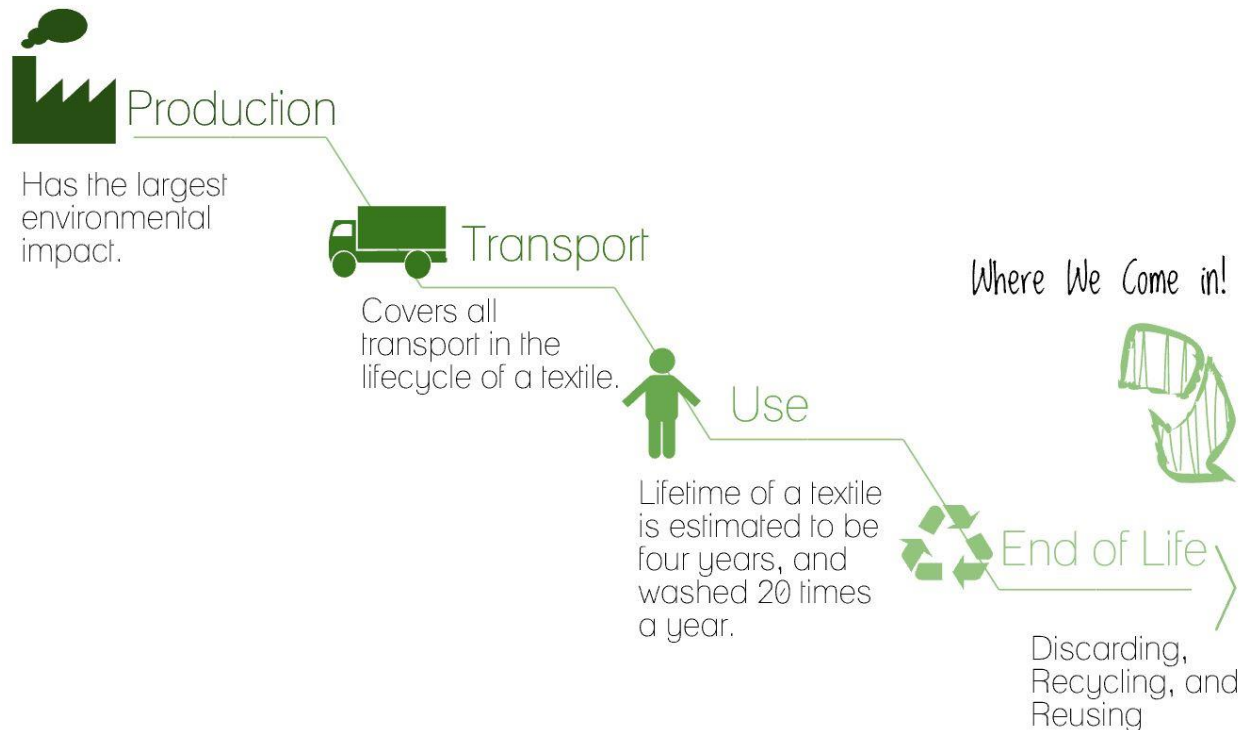 Production
Has the largest
environmental
impact.
Transport
Covers all
transport in the
lifecycle of a textile.
Where We Come in!
Use
Lifetime of a textile
is estimated to be
four years, and
washed 20 times
a year.
End of Life
Discarding,
Recycling, and
Reusing